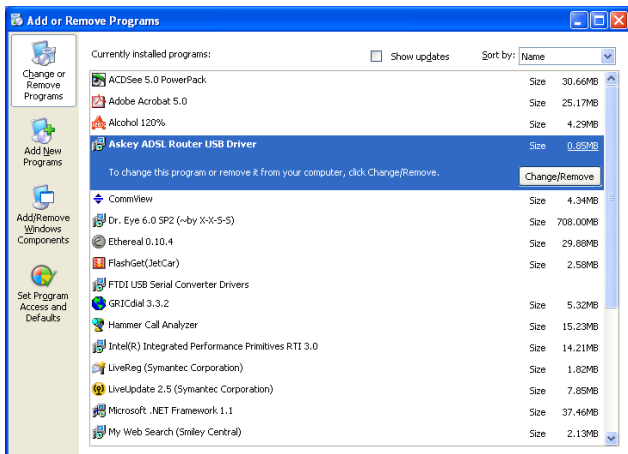 Add or Remove Programs
Change or
Remove
Programs
Add New
Programs
Add/Remove
Windows
Components
Set Program
Access and
Defaults
Currently installed programs: Show updates Sort by: Name
ACDSee 5.0 PowerPack Size 30.66MB
Adobe Acrobat 5.0 Size 25.17MB
Alcohol 120% Size 4.29MB
Askey ADSL Router USB Driver Size 0.85MB
To change this program or remove it from your computer, click Change/Remove. Change/Remove
CommView Size 4.34MB
Dr. Eye 6.0 SP2 (~by X-X-S-S) Size 708.00MB
Ethereal 0.10.4 Size 29.88MB
FlashGet(JetCar) Size 2.58MB
FTDI USB Serial Converter Drivers
GRICdial 3.3.2 Size 5.32MB
Hammer Call Analyzer Size 15.23MB
Intel(R) Integrated Performance Primitives RTI 3.0 Size 14.21MB
LiveReg (Symantec Corporation) Size 1.82MB
LiveUpdate 2.5 (Symantec Corporation) Size 7.85MB
Microsoft .NET Framework 1.1 Size 37.46MB
My Web Search (Smiley Central) Size 2.13MB